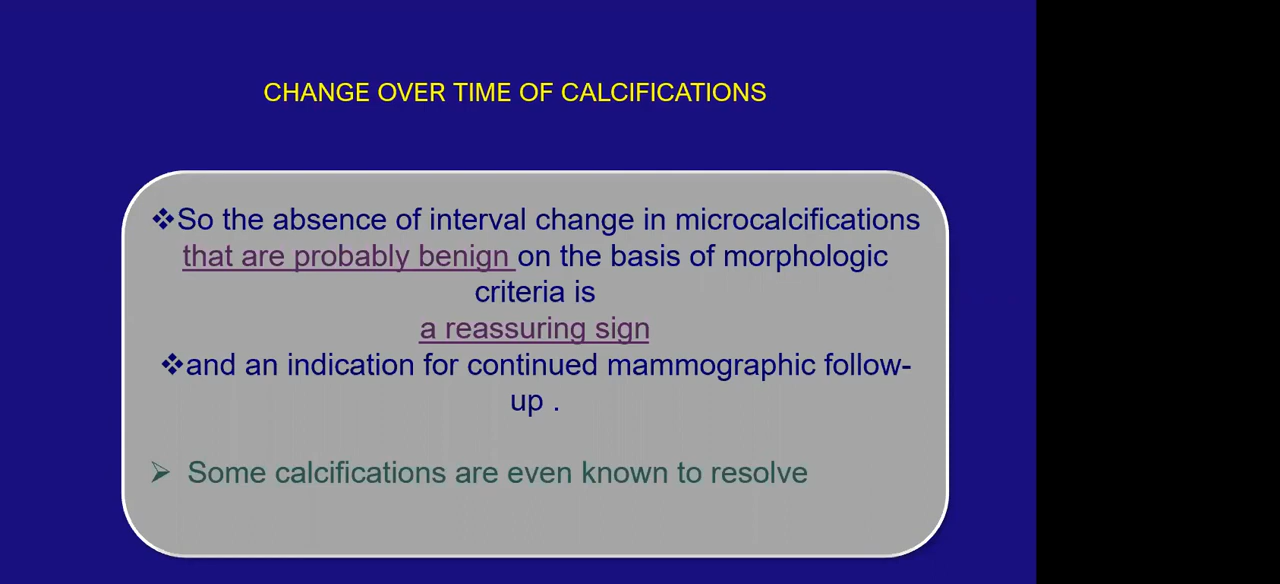 CHANGE OVER TIME OF CALCIFICATIONS
❖So the absence of interval change in microcalcifications
that are probably benign on the basis of morphologic
criteria is
a reassuring sign
❖and an indication for continued mammographic follow-
up .
➢ Some calcifications are even known to resolve